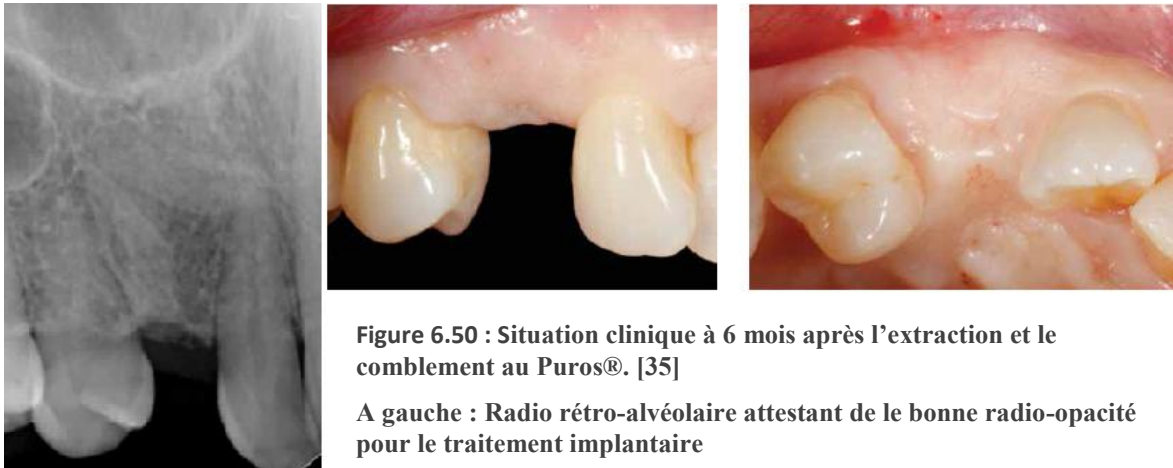 Figure 6.50 : Situation clinique à 6 mois après l’extraction et le
comblement au Puros®. [35]
A gauche : Radio rétro-alvéolaire attestant de le bonne radio-opacité
pour le traitement implantaire